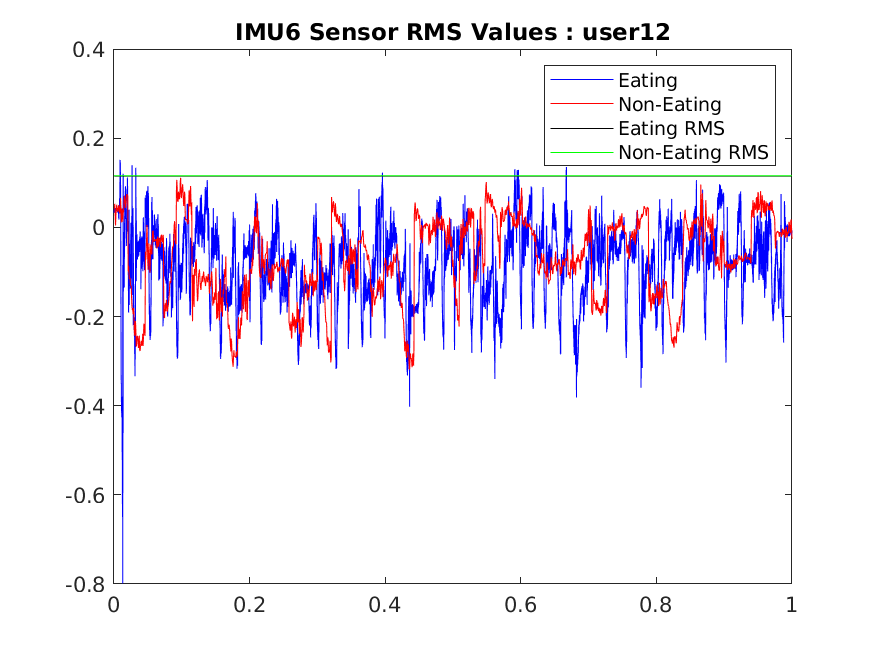 IMU6 Sensor RMS Values : user12
0.4
0.2
0
-0.2
-0.4
-0.6
-0.8
Eating
Non-Eating
Eating RMS
Non-Eating RMS
0 0.2 0.4 0.6 0.8 1